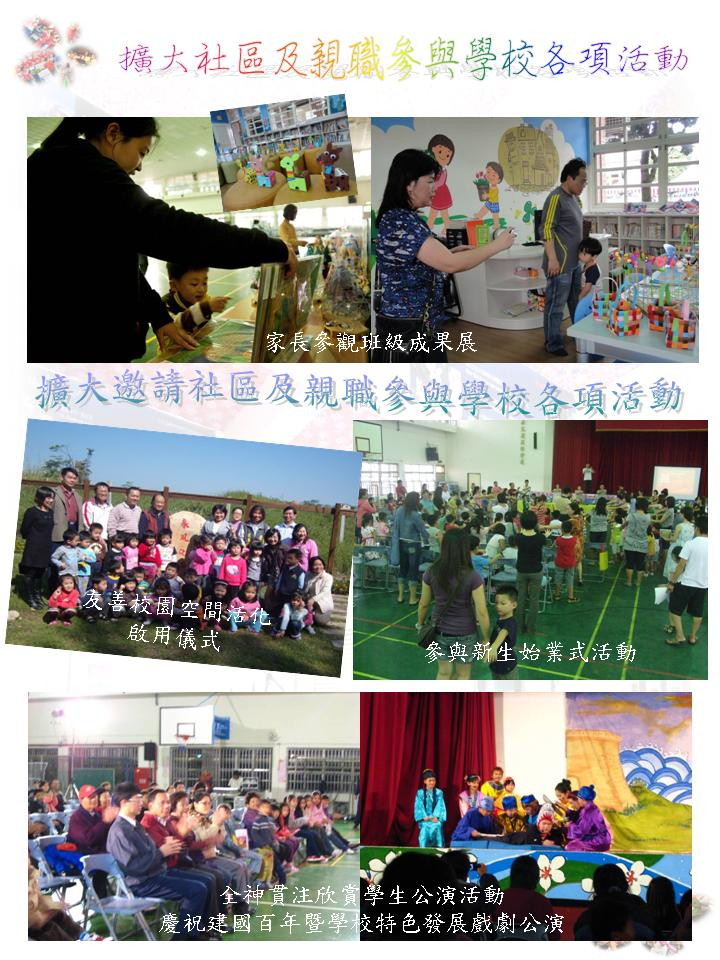 擴大社區及親職參與學校各項活動
家長參觀班級成果展
擴大邀請社區及親職參與學校各項活動
友善校園空間活化
啟用儀式
參與新生始業式活動
全神貫注欣賞學生公演活動
慶祝建國百年暨學校特色發展戲劇公演